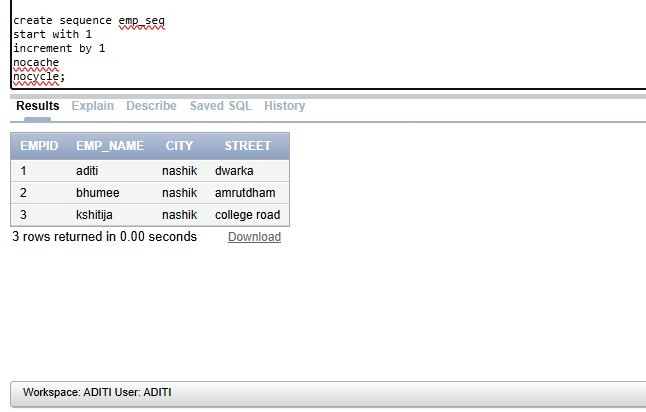 create sequence emp_seq
start with 1
increment by 1
nocache
nocycle;
Results Explain Describe Saved SQL History
EMPID EMP_NAME CITY STREET
1 aditi nashik dwarka
2 bhumee nashik amrutdham
3 kshitija nashik college road
3 rows returned in 0.00 seconds Download
Workspace: ADITI User: ADITI